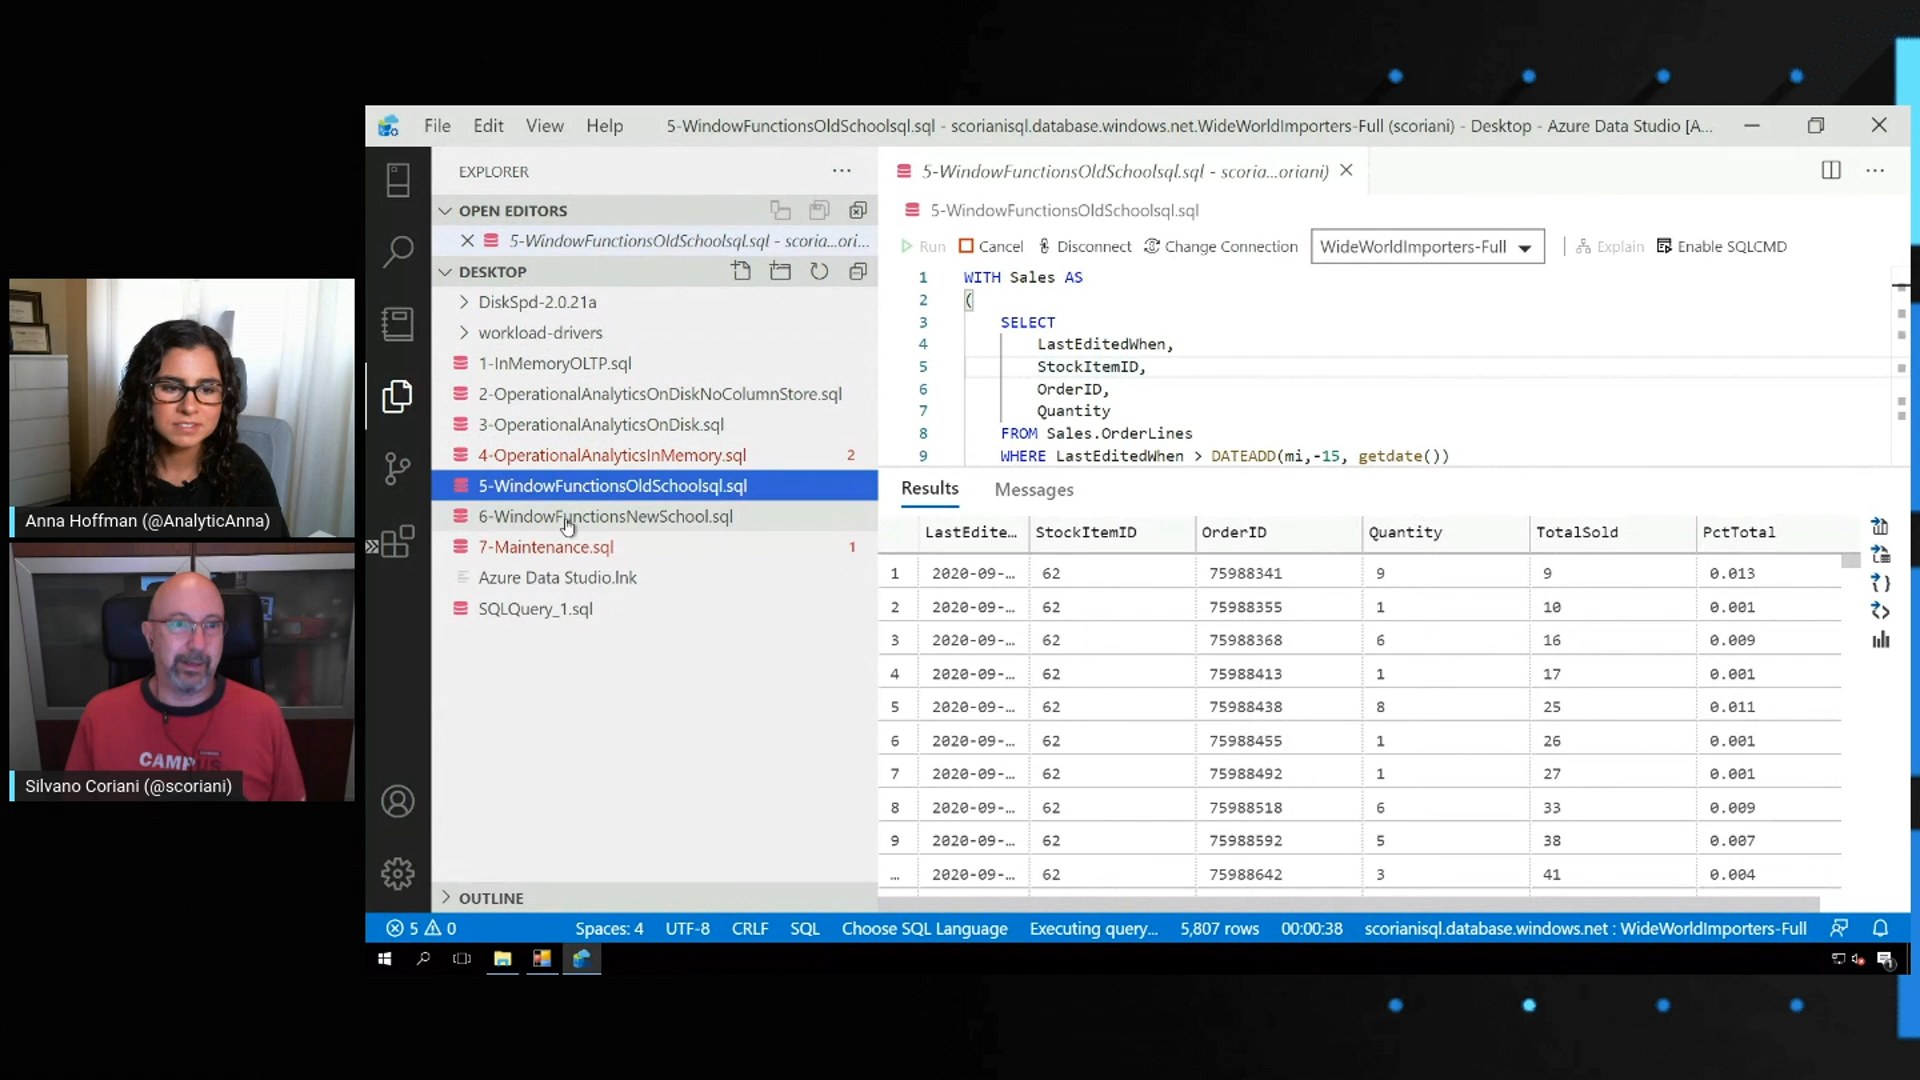 File Edit View Help 5-WindowFunctionsOldSchoolsql.sql - scorianisql.database.windows.net.WideWorldImporters-Full (scoriani) - Desktop - Azure Data Studio [A...
EXPLORER
OPEN EDITORS
5-WindowFunctionsOldSchoolsql.sql - scoria...ori...
DESKTOP
DiskSpd-2.0.21a
workload-drivers
1-InMemoryOLTP.sql
2-OperationalAnalyticsOnDiskNoColumnStore.sql
3-OperationalAnalyticsOnDisk.sql
4-OperationalAnalyticsInMemory.sql 2
5-WindowFunctionsOldSchoolsql.sql
6-WindowFunctionsNewSchool.sql
7-Maintenance.sql 1
Azure Data Studio.lnk
SQLQuery_1.sql
OUTLINE
5-WindowFunctionsOldSchoolsql.sql - scoria...oriani)
5-WindowFunctionsOldSchoolsql.sql
Run Cancel Disconnect Change Connection WideWorldImporters-Full Explain Enable SQLCMD
1 WITH Sales AS
2 (
3 SELECT
4 LastEditedWhen,
5 StockItemID,
6 OrderID,
7 Quantity
8 FROM Sales.OrderLines
9 WHERE LastEditedWhen > DATEADD(mi,-15, getdate())
Results Messages
LastEdite... StockItemID OrderID Quantity TotalSold PctTotal
1 2020-09-... 62 75988341 9 9 0.013
2 2020-09-... 62 75988355 1 10 0.001
3 2020-09-... 62 75988368 6 16 0.009
4 2020-09-... 62 75988413 1 17 0.001
5 2020-09-... 62 75988438 8 25 0.011
6 2020-09-... 62 75988455 1 26 0.001
7 2020-09-... 62 75988492 1 27 0.001
8 2020-09-... 62 75988518 6 33 0.009
9 2020-09-... 62 75988592 5 38 0.007
... 2020-09-... 62 75988642 3 41 0.004
5 0 Spaces: 4 UTF-8 CRLF SQL Choose SQL Language Executing query... 5,807 rows 00:00:38 scorianisql.database.windows.net : WideWorldImporters-Full
Anna Hoffman (@AnalyticAnna)
CAMPUS
Silvano Coriani (@scoriani)